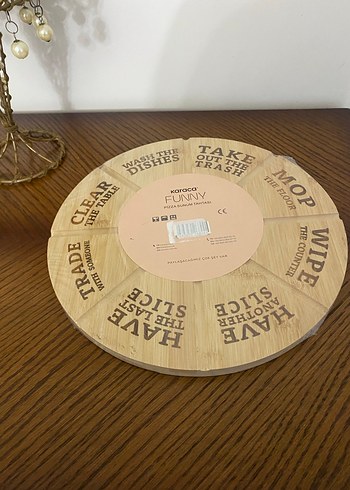 WASH THE
DISHES
TAKE
OUT THE
TRASH
MOP
THE FLOOR
WIPE
THE COUNTER
HAVE
ANOTHER
SLICE
HAVE
THE LAST
SLICE
TRADE
WITH SOMEONE
CLEAR
THE TABLE
karaca
FUNNY
CE